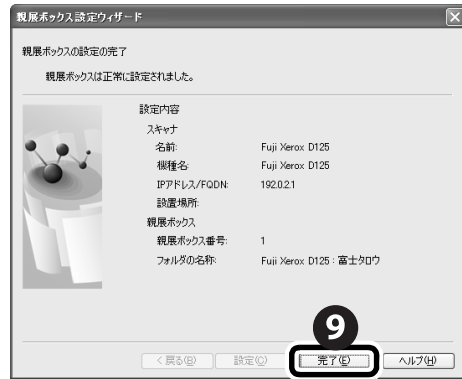 親展ボックス設定ウィザード
親展ボックスの設定の完了
親展ボックスは正常に設定されました。
設定内容
スキャナ
名前: Fuji Xerox D125
機種名: Fuji Xerox D125
IPアドレス/FQDN: 192.0.2.1
設置場所:
親展ボックス
親展ボックス番号: 1
フォルダの名称: Fuji Xerox D125：富士タロウ
9
< 戻る(B) 設定(C) 完了(E) ヘルプ(H)